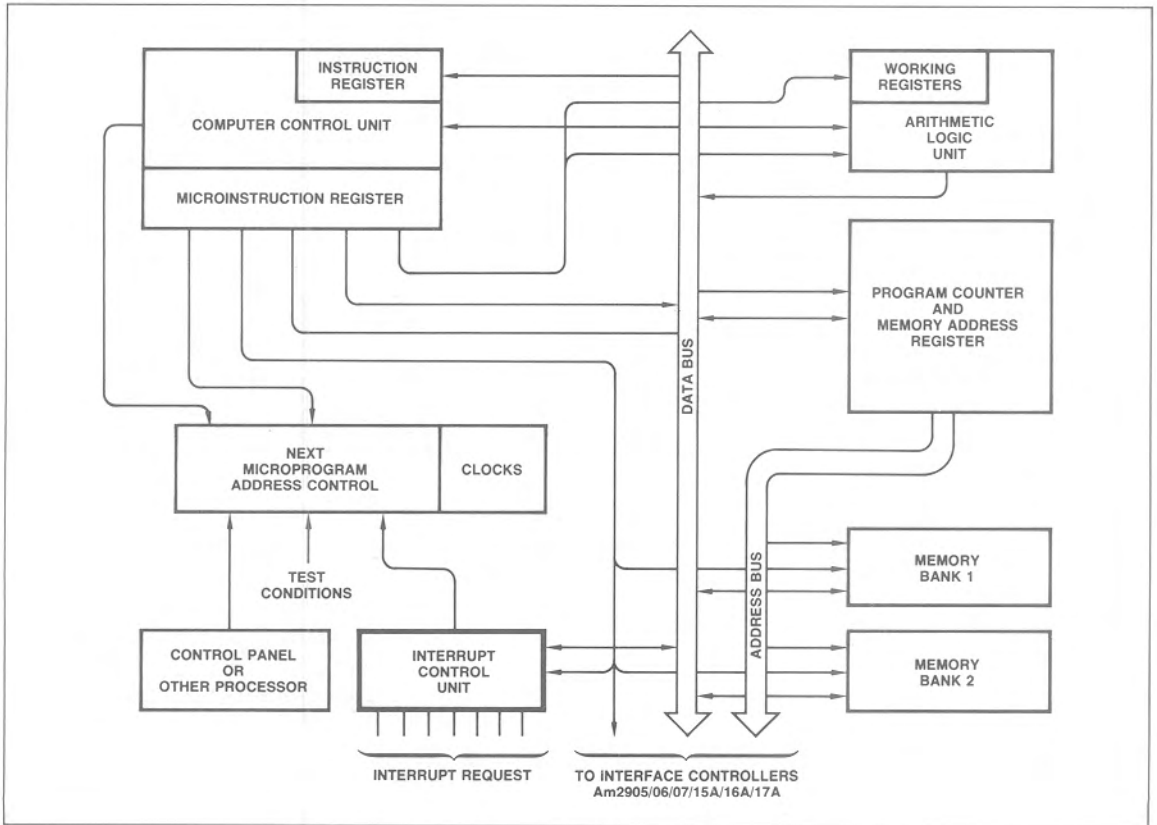 INSTRUCTION
REGISTER
COMPUTER CONTROL UNIT
MICROINSTRUCTION REGISTER
WORKING
REGISTERS
ARITHMETIC
LOGIC
UNIT
PROGRAM COUNTER
AND
MEMORY ADDRESS
REGISTER
DATA BUS
NEXT
MICROPROGRAM
ADDRESS CONTROL
CLOCKS
TEST
CONDITIONS
ADDRESS BUS
MEMORY
BANK 1
CONTROL PANEL
OR
OTHER PROCESSOR
INTERRUPT
CONTROL
UNIT
MEMORY
BANK 2
INTERRUPT REQUEST
TO INTERFACE CONTROLLERS
Am2905/06/07/15A/16A/17A